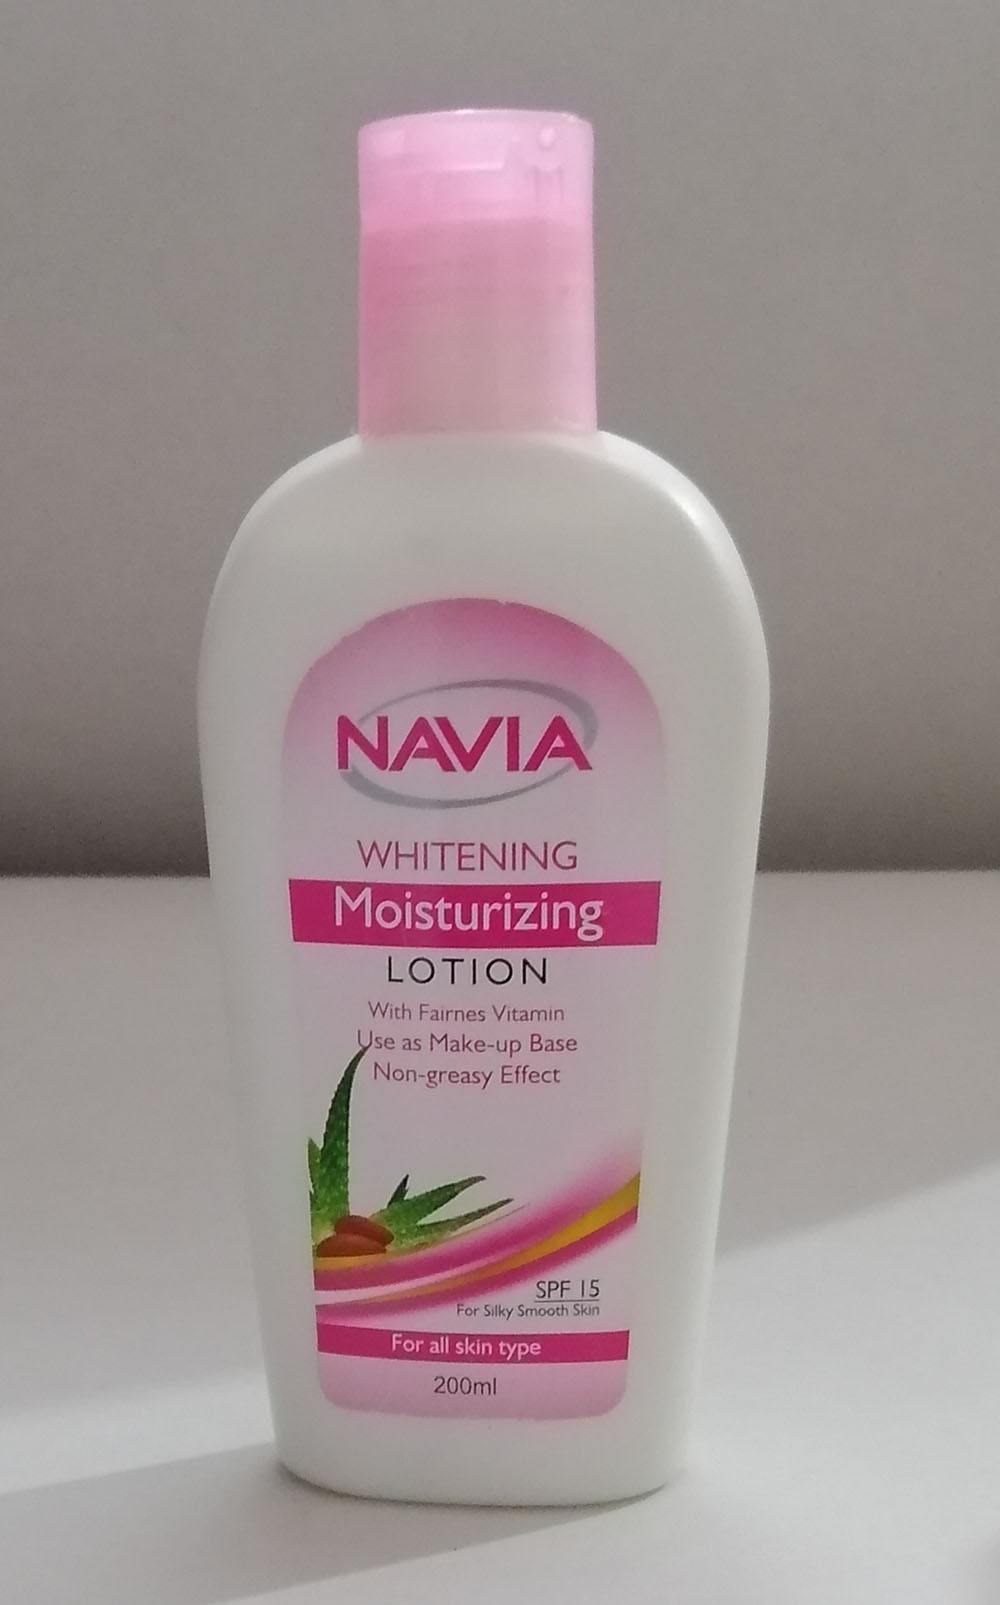 NAVIA
WHITENING
Moisturizing
LOTION
With Fairnes Vitamin
Use as Make-up Base
Non-greasy Effect
SPF 15
For Silky Smooth Skin
For all skin type
200ml